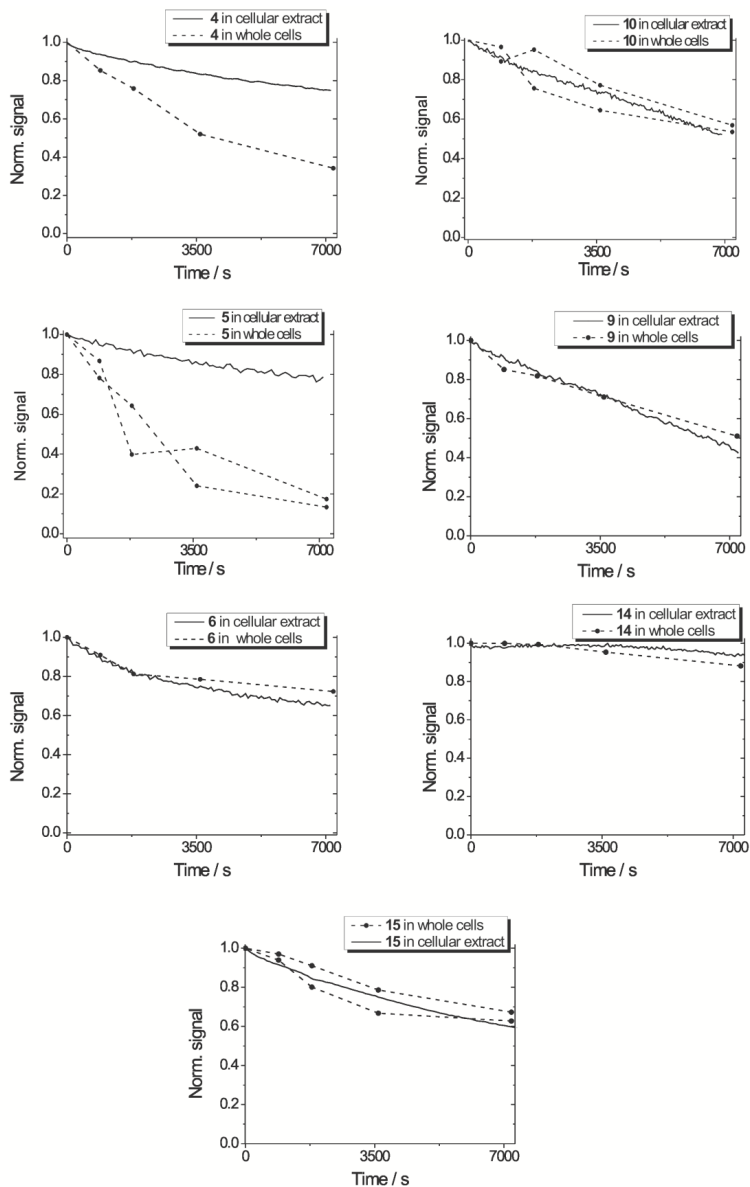 4 in cellular extract
4 in whole cells
1.0
0.8
0.6
0.4
0.2
0.0
Norm. signal
0
3500
7000
Time / s
10 in cellular extract
10 in whole cells
1.0
0.8
0.6
0.4
0.2
0.0
Norm. signal
0
3500
7000
Time / s
5 in cellular extract
5 in whole cells
1.0
0.8
0.6
0.4
0.2
0.0
Norm. signal
0
3500
7000
Time / s
9 in cellular extract
9 in whole cells
1.0
0.8
0.6
0.4
0.2
0.0
Norm. signal
0
3500
7000
Time / s
6 in cellular extract
6 in whole cells
1.0
0.8
0.6
0.4
0.2
0.0
Norm. signal
0
3500
7000
Time / s
14 in cellular extract
14 in whole cells
1.0
0.8
0.6
0.4
0.2
0.0
Norm. signal
0
3500
7000
Time / s
15 in whole cells
15 in cellular extract
1.0
0.8
0.6
0.4
0.2
0.0
Norm. signal
0
3500
7000
Time / s